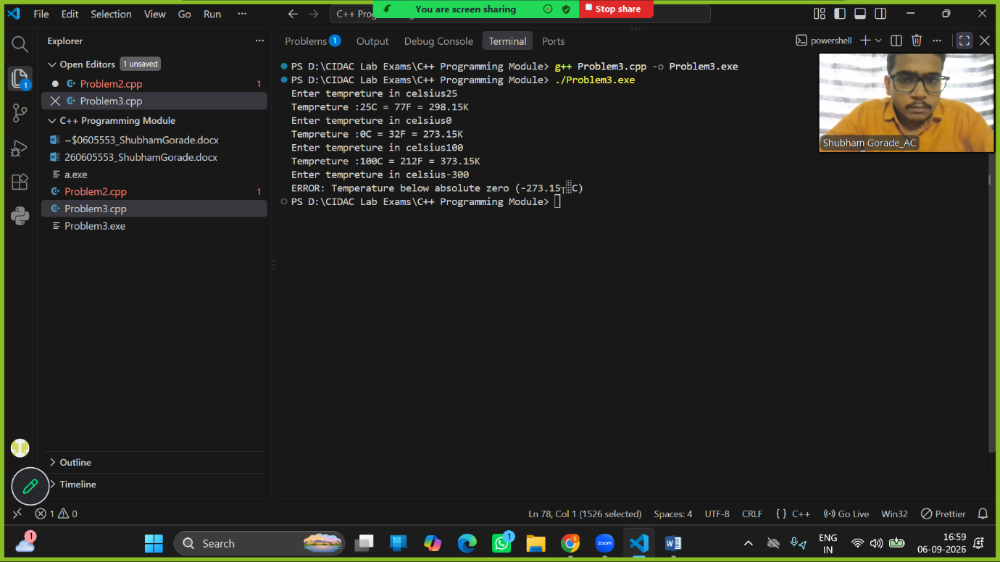 File Edit Selection View Go Run ···
C++ Prog
You are screen sharing
Stop share
Explorer
Open Editors 1 unsaved
Problem2.cpp 1
Problem3.cpp
C++ Programming Module
~$0605553_ShubhamGorade.docx
260605553_ShubhamGorade.docx
a.exe
Problem2.cpp 1
Problem3.cpp
Problem3.exe
Outline
Timeline
Problems 1 Output Debug Console Terminal Ports
powershell
PS D:\CIDAC Lab Exams\C++ Programming Module> g++ Problem3.cpp -o Problem3.exe
PS D:\CIDAC Lab Exams\C++ Programming Module> ./Problem3.exe
Enter tempreture in celsius25
Tempreture :25C = 77F = 298.15K
Enter tempreture in celsius0
Tempreture :0C = 32F = 273.15K
Enter tempreture in celsius100
Tempreture :100C = 212F = 373.15K
Enter tempreture in celsius-300
ERROR: Temperature below absolute zero (-273.15┬░C)
PS D:\CIDAC Lab Exams\C++ Programming Module>
Shubham Gorade_AC
1 0
Ln 78, Col 1 (1526 selected) Spaces: 4 UTF-8 CRLF { } C++ Go Live Win32 Prettier
1
Search
1
S
zoom
ENG
IN
16:59
06-09-2026